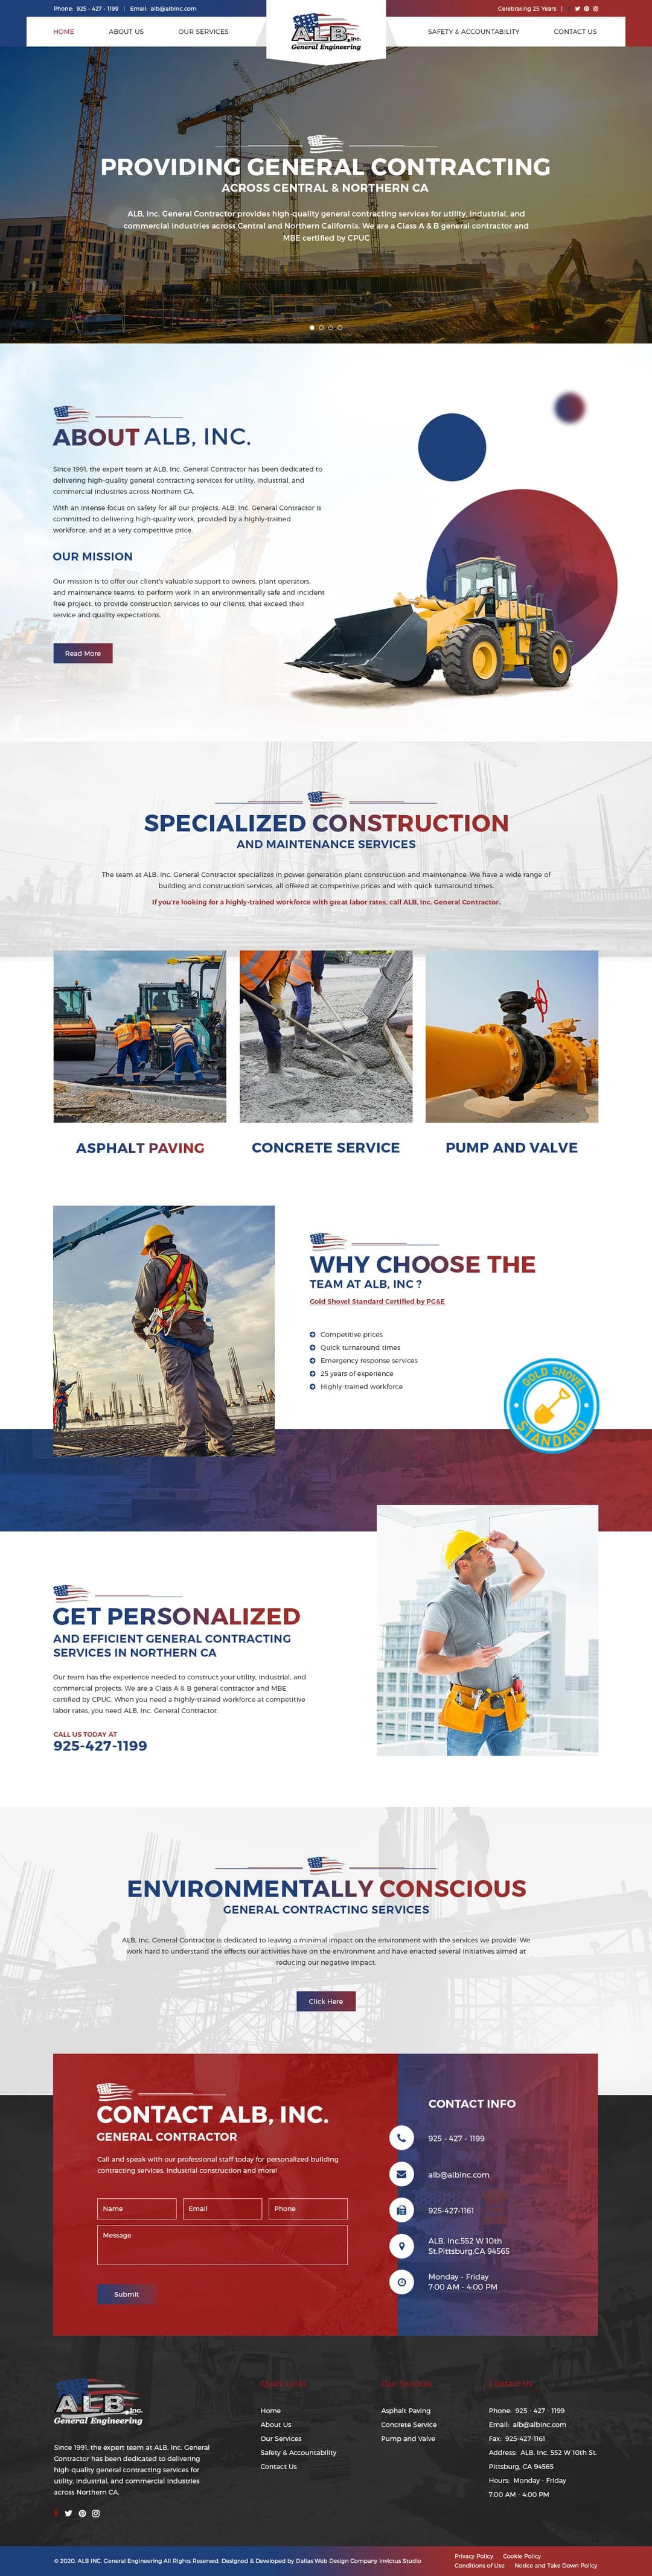 Phone: 925 - 427 - 1199 | Email: alb@albinc.com
Celebrating 25 Years |
HOME ABOUT US OUR SERVICES
ALB, Inc.
General Engineering
SAFETY & ACCOUNTABILITY CONTACT US
PROVIDING GENERAL CONTRACTING
ACROSS CENTRAL & NORTHERN CA
ALB, Inc. General Contractor provides high-quality general contracting services for utility, industrial, and
commercial industries across Central and Northern California. We are a Class A & B general contractor and
MBE certified by CPUC
ABOUT ALB, INC.
Since 1991, the expert team at ALB, Inc. General Contractor has been dedicated to
delivering high-quality general contracting services for utility, industrial, and
commercial industries across Northern CA.
With an intense focus on safety for all our projects, ALB, Inc. General Contractor is
committed to delivering high-quality work, provided by a highly-trained
workforce, and at a very competitive price.
OUR MISSION
Our mission is to offer our client's valuable support to owners, plant operators,
and maintenance teams, to perform work in an environmentally safe and incident
free project, to provide construction services to our clients, that exceed their
service and quality expectations.
Read More
SPECIALIZED CONSTRUCTION
AND MAINTENANCE SERVICES
The team at ALB, Inc. General Contractor specializes in power generation plant construction and maintenance. We have a wide range of
building and construction services, all offered at competitive prices and with quick turnaround times.
If you're looking for a highly-trained workforce with great labor rates, call ALB, Inc. General Contractor.
ASPHALT PAVING
CONCRETE SERVICE
PUMP AND VALVE
WHY CHOOSE THE
TEAM AT ALB, INC ?
Gold Shovel Standard Certified by PG&E
Competitive prices
Quick turnaround times
Emergency response services
25 years of experience
Highly-trained workforce
GOLD SHOVEL
STANDARD
GET PERSONALIZED
AND EFFICIENT GENERAL CONTRACTING
SERVICES IN NORTHERN CA
Our team has the experience needed to construct your utility, industrial, and
commercial projects. We are a Class A & B general contractor and MBE
certified by CPUC. When you need a highly-trained workforce at competitive
labor rates, you need ALB, Inc. General Contractor.
CALL US TODAY AT
925-427-1199
ENVIRONMENTALLY CONSCIOUS
GENERAL CONTRACTING SERVICES
ALB, Inc. General Contractor is dedicated to leaving a minimal impact on the environment with the services we provide. We
work hard to understand the effects our activities have on the environment and have enacted several initiatives aimed at
reducing our negative impact.
Click Here
CONTACT ALB, INC.
GENERAL CONTRACTOR
Call and speak with our professional staff today for personalized building
contracting services, industrial construction and more!
Name Email Phone
Message
Submit
CONTACT INFO
925 - 427 - 1199
alb@albinc.com
925-427-1161
ALB, Inc.552 W 10th
St.Pittsburg,CA 94565
Monday - Friday
7:00 AM - 4:00 PM
ALB, Inc.
General Engineering
Since 1991, the expert team at ALB, Inc. General
Contractor has been dedicated to delivering
high-quality general contracting services for
utility, industrial, and commercial industries
across Northern CA.
Quick Links
Home
About Us
Our Services
Safety & Accountability
Contact Us
Our Services
Asphalt Paving
Concrete Service
Pump and Valve
Contact Us
Phone: 925 - 427 - 1199
Email: alb@albinc.com
Fax: 925-427-1161
Address: ALB, Inc. 552 W 10th St.
Pittsburg, CA 94565
Hours: Monday - Friday
7:00 AM - 4:00 PM
© 2020, ALB INC, General Engineering All Rights Reserved. Designed & Developed by Dallas Web Design Company Invictus Studio
Privacy Policy Cookie Policy
Conditions of Use Notice and Take Down Policy